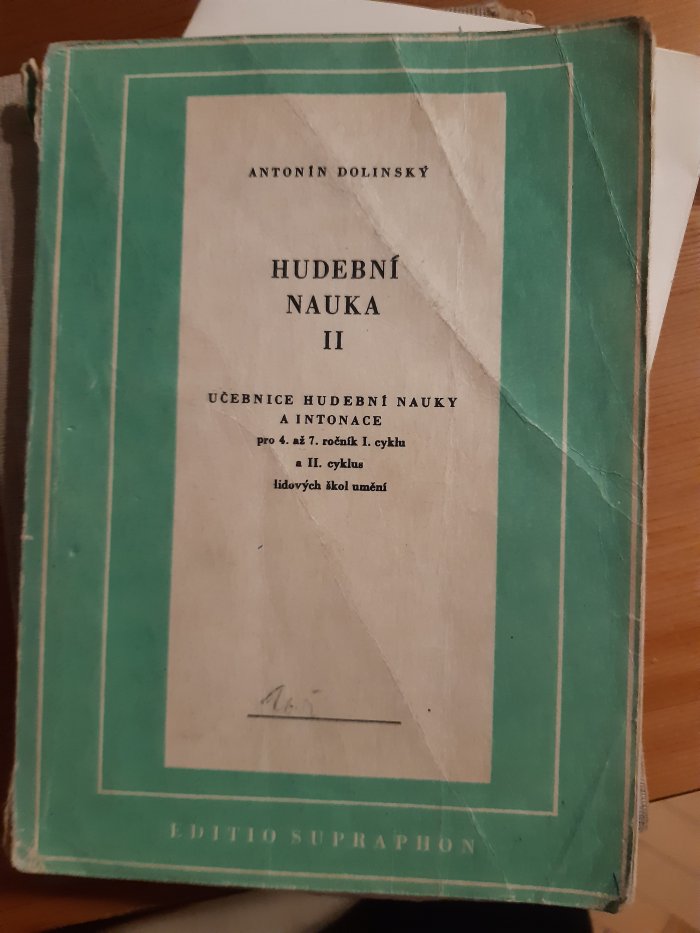 ANTONÍN DOLINSKÝ
HUDEBNÍ
NAUKA
II
UČEBNICE HUDEBNÍ NAUKY
A INTONACE
pro 4. až 7. ročník I. cyklu
a II. cyklus
lidových škol umění
EDITIO SUPRAPHON